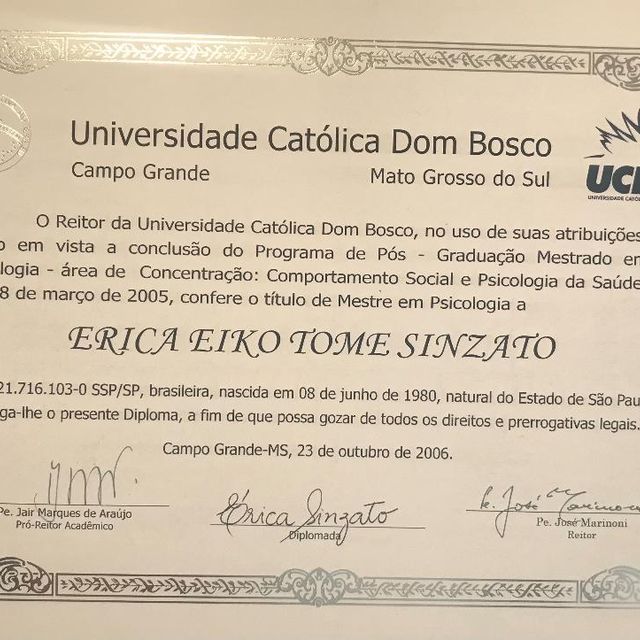 Universidade Católica Dom Bosco
Campo Grande Mato Grosso do Sul
UCD
UNIVERSIDADE CATÓL
O Reitor da Universidade Católica Dom Bosco, no uso de suas atribuições
o em vista a conclusão do Programa de Pós - Graduação Mestrado em
ologia - área de Concentração: Comportamento Social e Psicologia da Saúde
8 de março de 2005, confere o título de Mestre em Psicologia a
ERICA EIKO TOME SINZATO
21.716.103-0 SSP/SP, brasileira, nascida em 08 de junho de 1980, natural do Estado de São Pau
ga-lhe o presente Diploma, a fim de que possa gozar de todos os direitos e prerrogativas legais.
Campo Grande-MS, 23 de outubro de 2006.
Pe. Jair Marques de Araújo
Pró-Reitor Acadêmico
Érica Sinzato
Diplomada
Pe. José Marinoni
Reitor